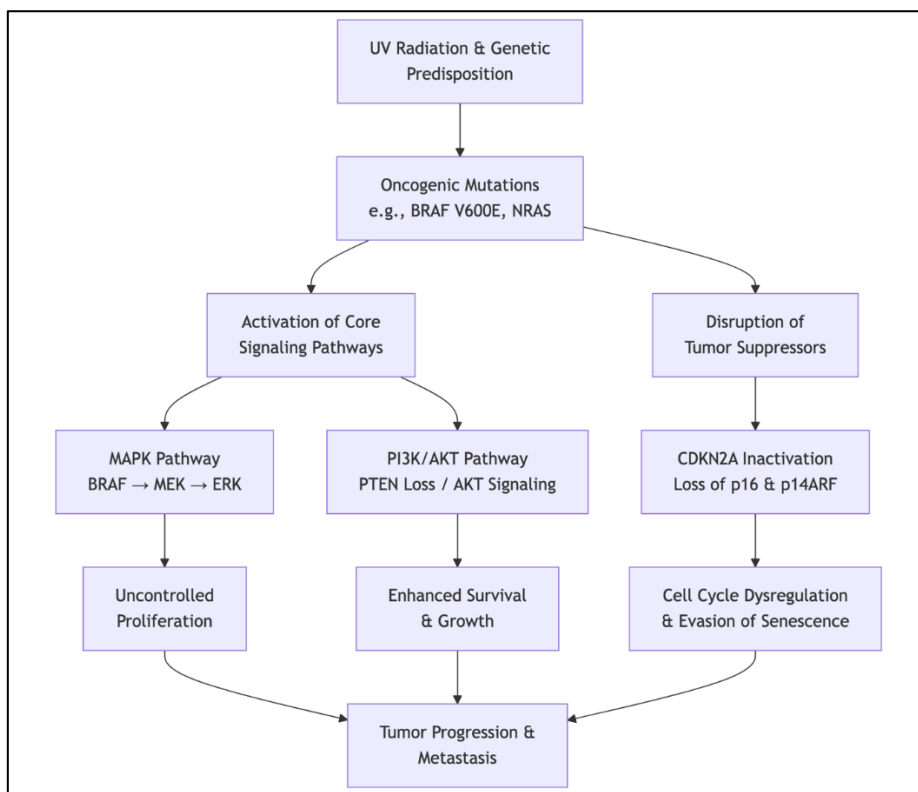 UV Radiation & Genetic
Predisposition
Oncogenic Mutations
e.g., BRAF V600E, NRAS
Activation of Core
Signaling Pathways
Disruption of
Tumor Suppressors
MAPK Pathway
BRAF → MEK → ERK
PI3K/AKT Pathway
PTEN Loss / AKT Signaling
CDKN2A Inactivation
Loss of p16 & p14ARF
Uncontrolled
Proliferation
Enhanced Survival
& Growth
Cell Cycle Dysregulation
& Evasion of Senescence
Tumor Progression &
Metastasis